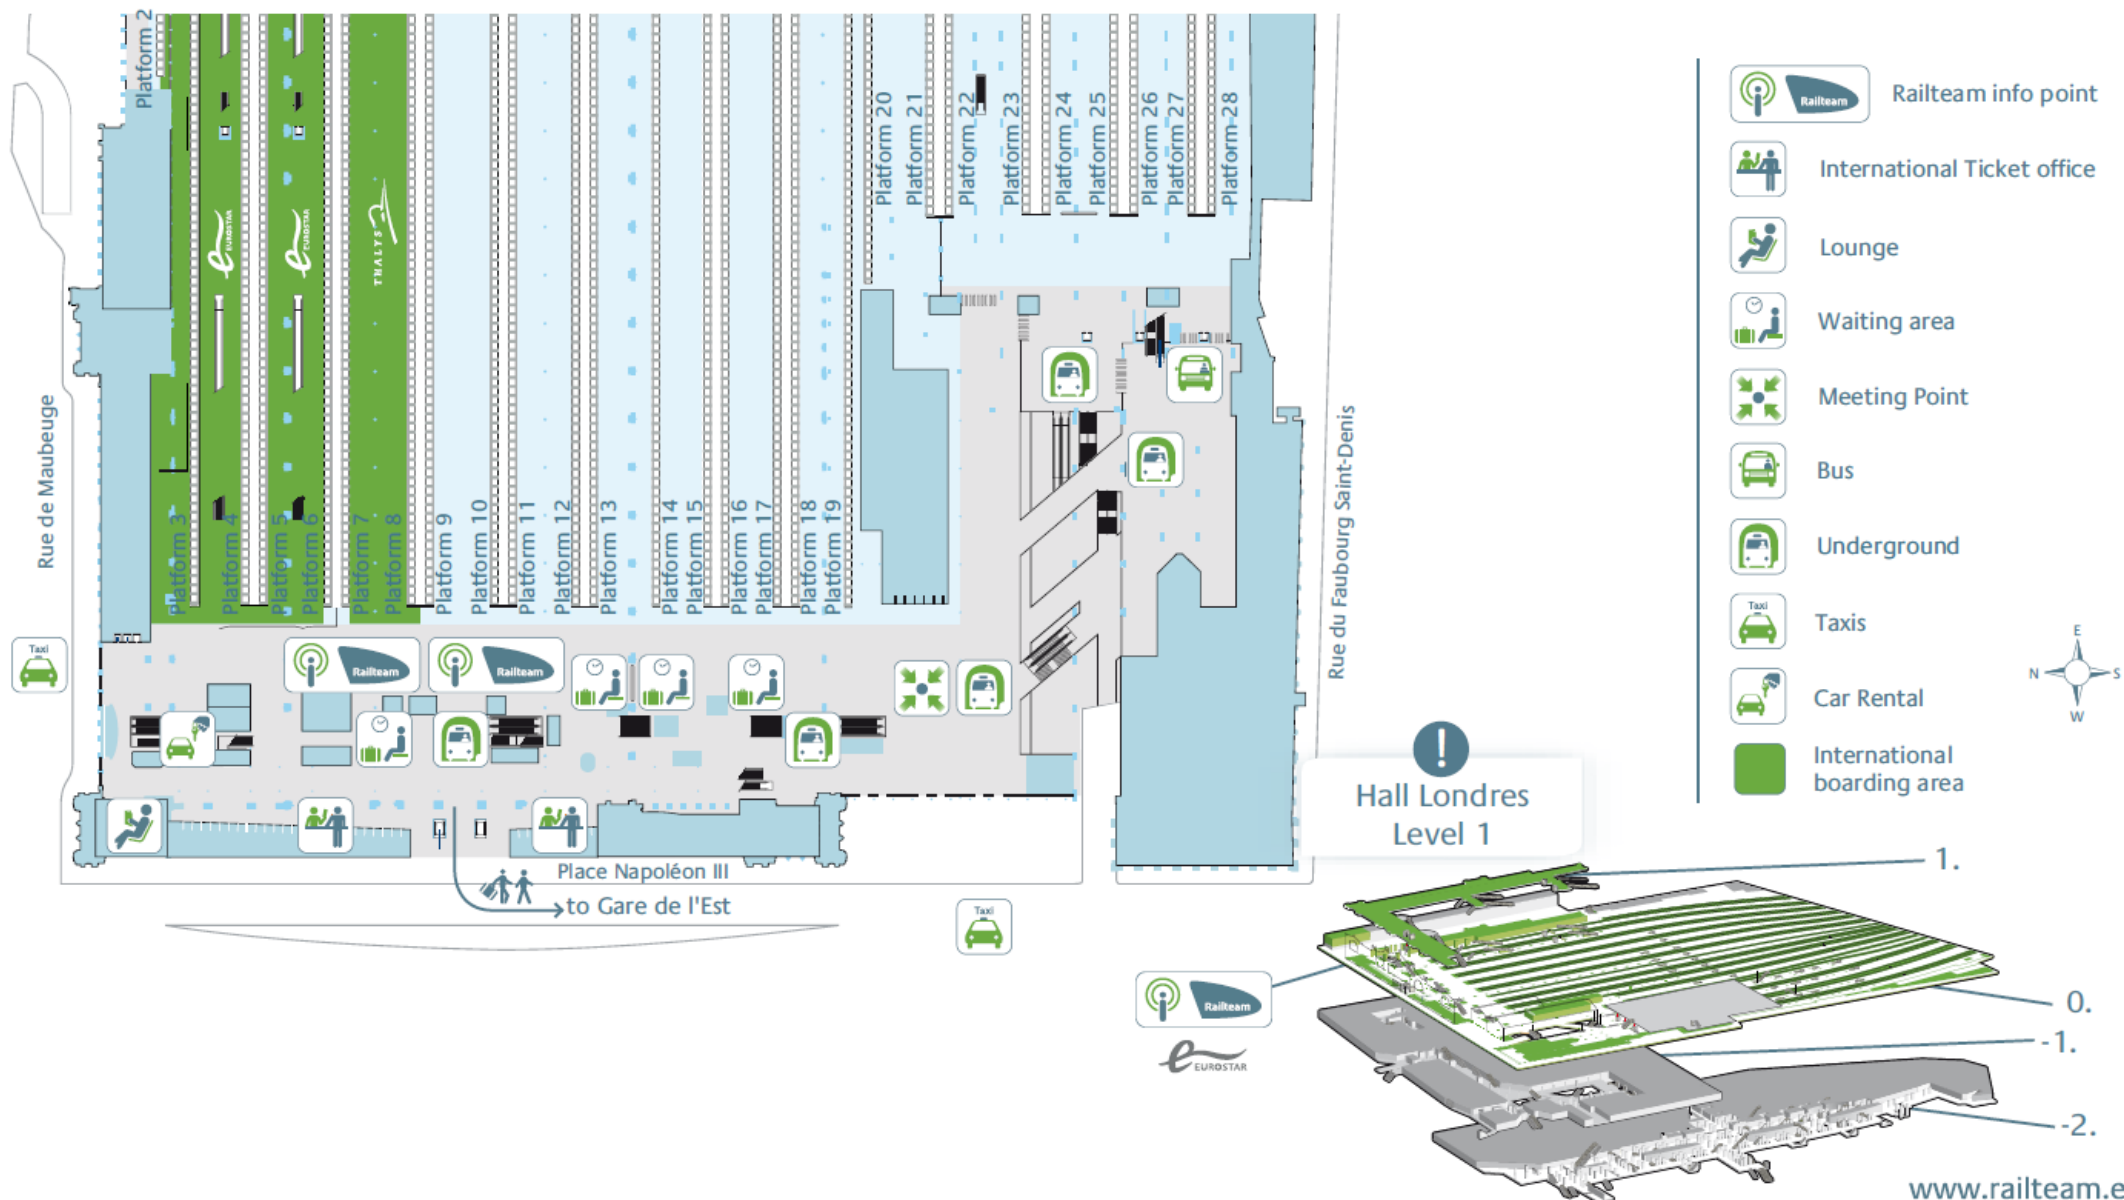 Platform 2
Platform 20
Platform 21
Platform 22
Platform 23
Platform 24
Platform 25
Platform 26
Platform 27
Platform 28
EUROSTAR
EUROSTAR
THALYS
Rue de Maubeuge
Platform 3
Platform 4
Platform 5
Platform 6
Platform 7
Platform 8
Platform 9
Platform 10
Platform 11
Platform 12
Platform 13
Platform 14
Platform 15
Platform 16
Platform 17
Platform 18
Platform 19
Rue du Faubourg Saint-Denis
Taxi
Railteam
Railteam
Place Napoléon III
to Gare de l'Est
Taxi
Railteam
Railteam info point
International Ticket office
Lounge
Waiting area
Meeting Point
Bus
Underground
Taxi
Taxis
Car Rental
International
boarding area
E
N
S
W
!
Hall Londres
Level 1
1.
0.
-1.
-2.
Railteam
EUROSTAR
www.railteam.e